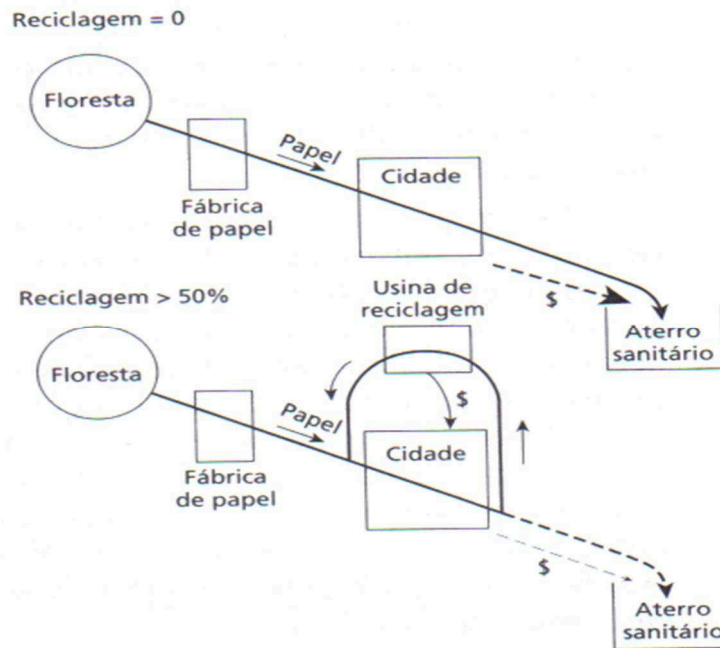 Reciclagem = 0
Floresta
Papel
Cidade
Fábrica
de papel
$
Aterro
sanitário
Reciclagem > 50%
Usina de
reciclagem
Floresta
$
Papel
Cidade
Fábrica
de papel
$
Aterro
sanitário